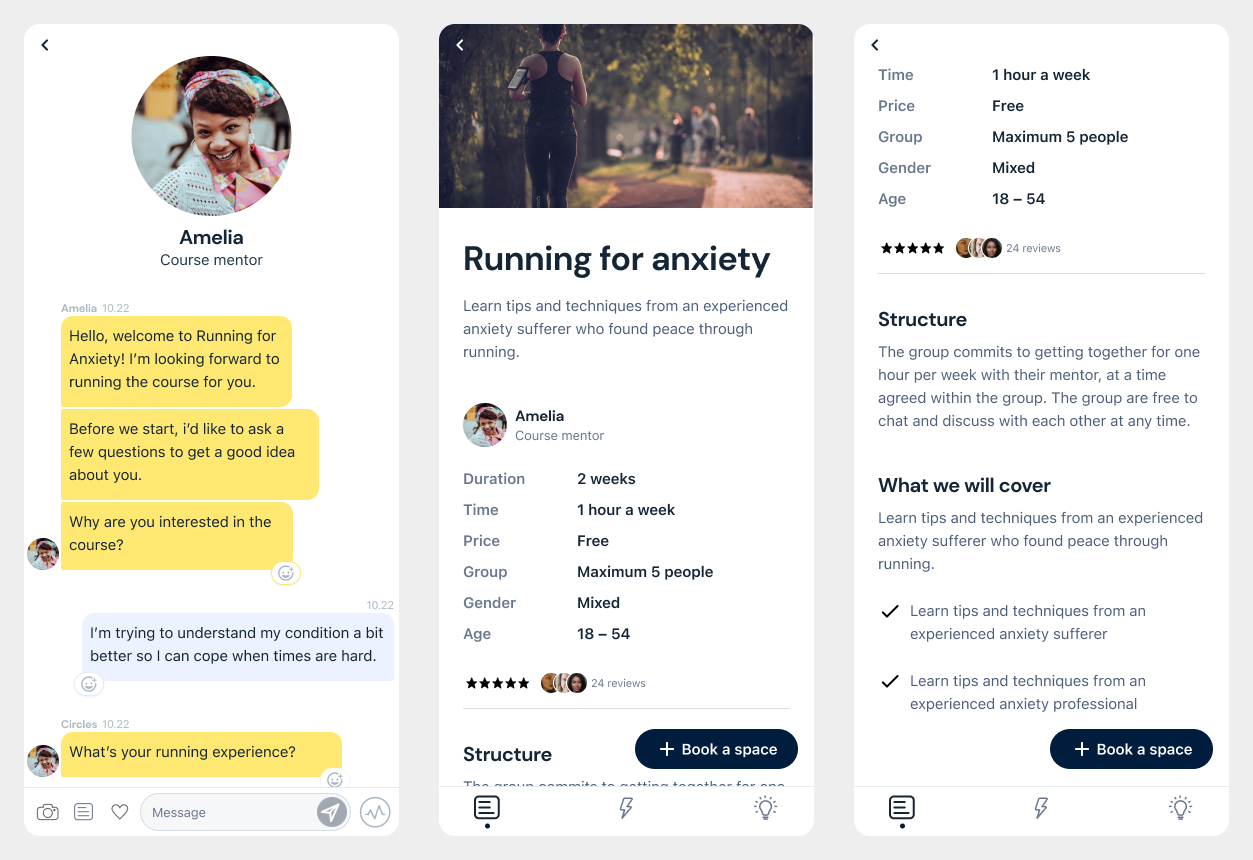 Amelia
Course mentor
Amelia 10.22
Hello, welcome to Running for
Anxiety! I’m looking forward to
running the course for you.
Before we start, i’d like to ask a
few questions to get a good idea
about you.
Why are you interested in the
course?
10.22
I’m trying to understand my condition a bit
better so I can cope when times are hard.
Circles 10.22
What’s your running experience?
Message
Running for anxiety
Learn tips and techniques from an experienced
anxiety sufferer who found peace through
running.
Amelia
Course mentor
Duration 2 weeks
Time 1 hour a week
Price Free
Group Maximum 5 people
Gender Mixed
Age 18 – 54
24 reviews
Structure
Book a space
The group commits to getting together for one
Time 1 hour a week
Price Free
Group Maximum 5 people
Gender Mixed
Age 18 – 54
24 reviews
Structure
The group commits to getting together for one
hour per week with their mentor, at a time
agreed within the group. The group are free to
chat and discuss with each other at any time.
What we will cover
Learn tips and techniques from an experienced
anxiety sufferer who found peace through
running.
Learn tips and techniques from an
experienced anxiety sufferer
Learn tips and techniques from an
experienced anxiety professional
Book a space